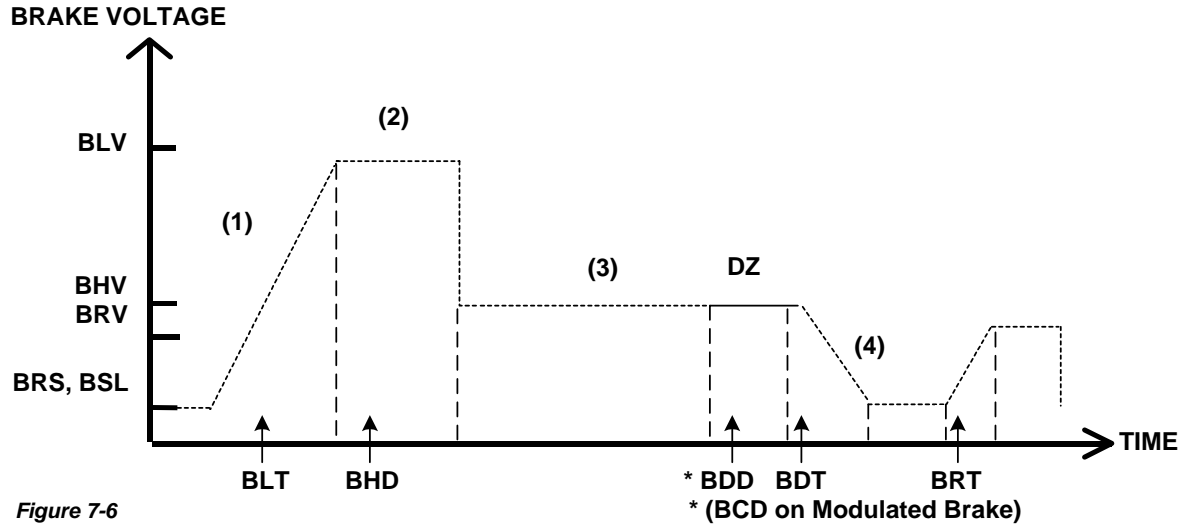 BRAKE VOLTAGE
(2)
BLV
(1)
BHV
(3)
DZ
BRV
(4)
BRS, BSL
TIME
BLT
BHD
* BDD
BDT
BRT
* (BCD on Modulated Brake)
Figure 7-6